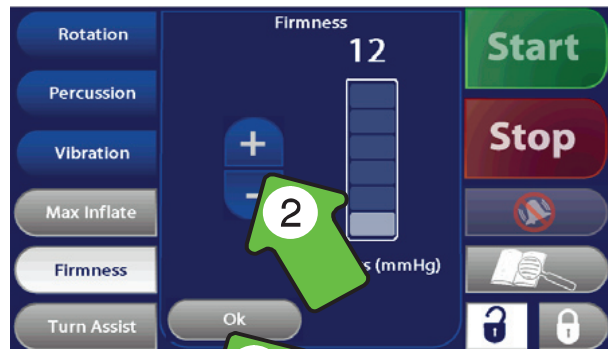 Rotation
Percussion
Vibration
Max Inflate
Firmness
Turn Assist
Firmness
12
+
-
2
(mmHg)
Ok
Start
Stop